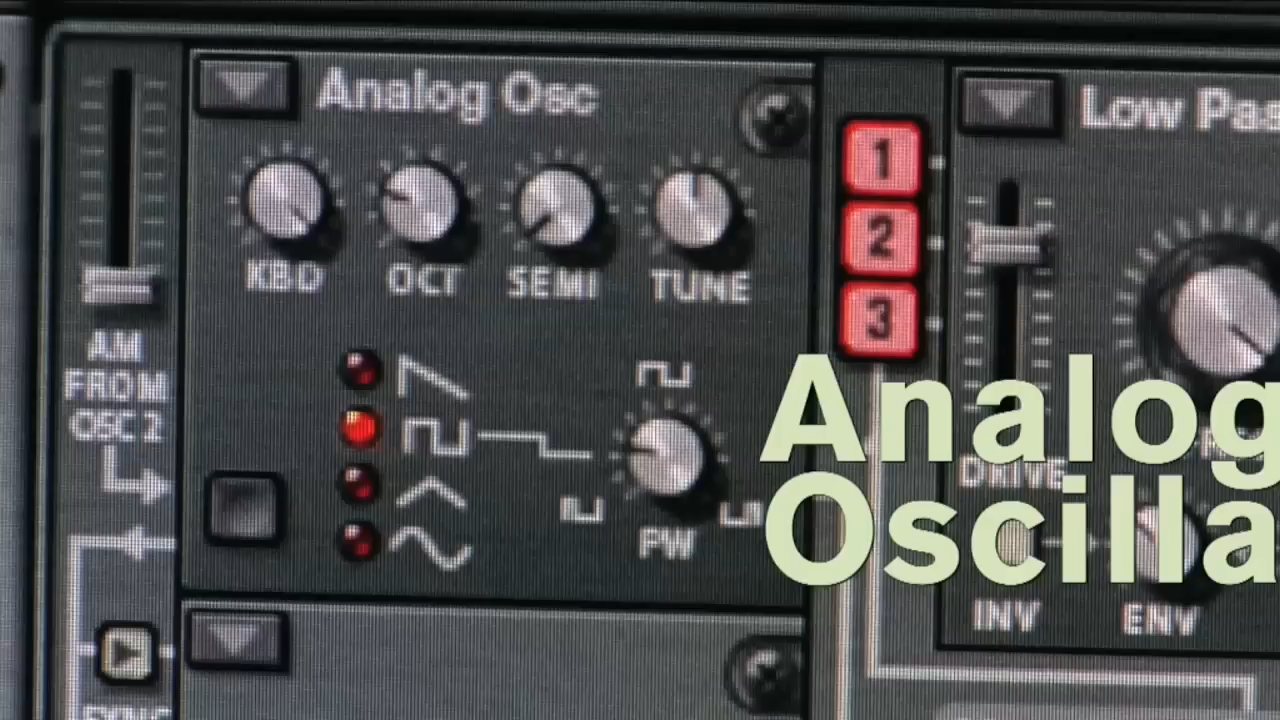 Analog Osc
Low Pas
KBD
OCT
SEMI
TUNE
1
2
3
AM
FROM
OSC 2
PW
DRIVE
INV
ENV
SYNC
Analog
Oscilla